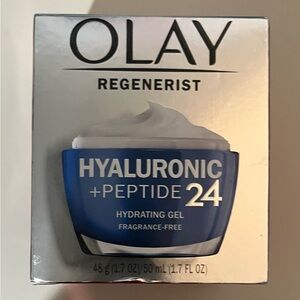 OLAY
REGENERIST
HYALURONIC
+PEPTIDE 24
HYDRATING GEL
FRAGRANCE-FREE
48 g (1.7 OZ)/50 mL (1.7 FL OZ)